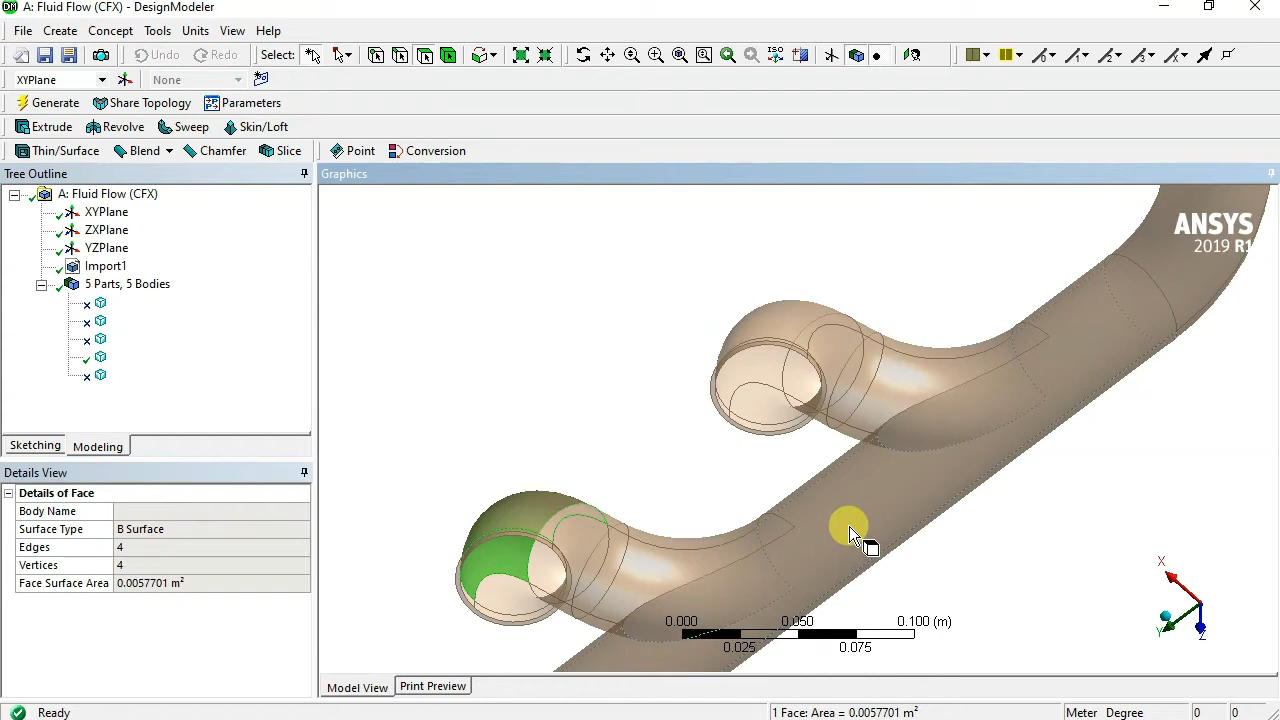 A: Fluid Flow (CFX) - DesignModeler
File Create Concept Tools Units View Help
Undo Redo Select:
XYPlane None
Generate Share Topology Parameters
Extrude Revolve Sweep Skin/Loft
Thin/Surface Blend Chamfer Slice Point Conversion
Tree Outline
A: Fluid Flow (CFX)
XYPlane
ZXPlane
YZPlane
Import1
5 Parts, 5 Bodies
Sketching Modeling
Details View
Details of Face
Body Name
Surface Type B Surface
Edges 4
Vertices 4
Face Surface Area 0.0057701 m²
Graphics
ANSYS
2019 R1
0.000 0.050 0.100 (m)
0.025 0.075
X
Y
Z
Model View Print Preview
Ready 1 Face: Area = 0.0057701 m² Meter Degree 0 0